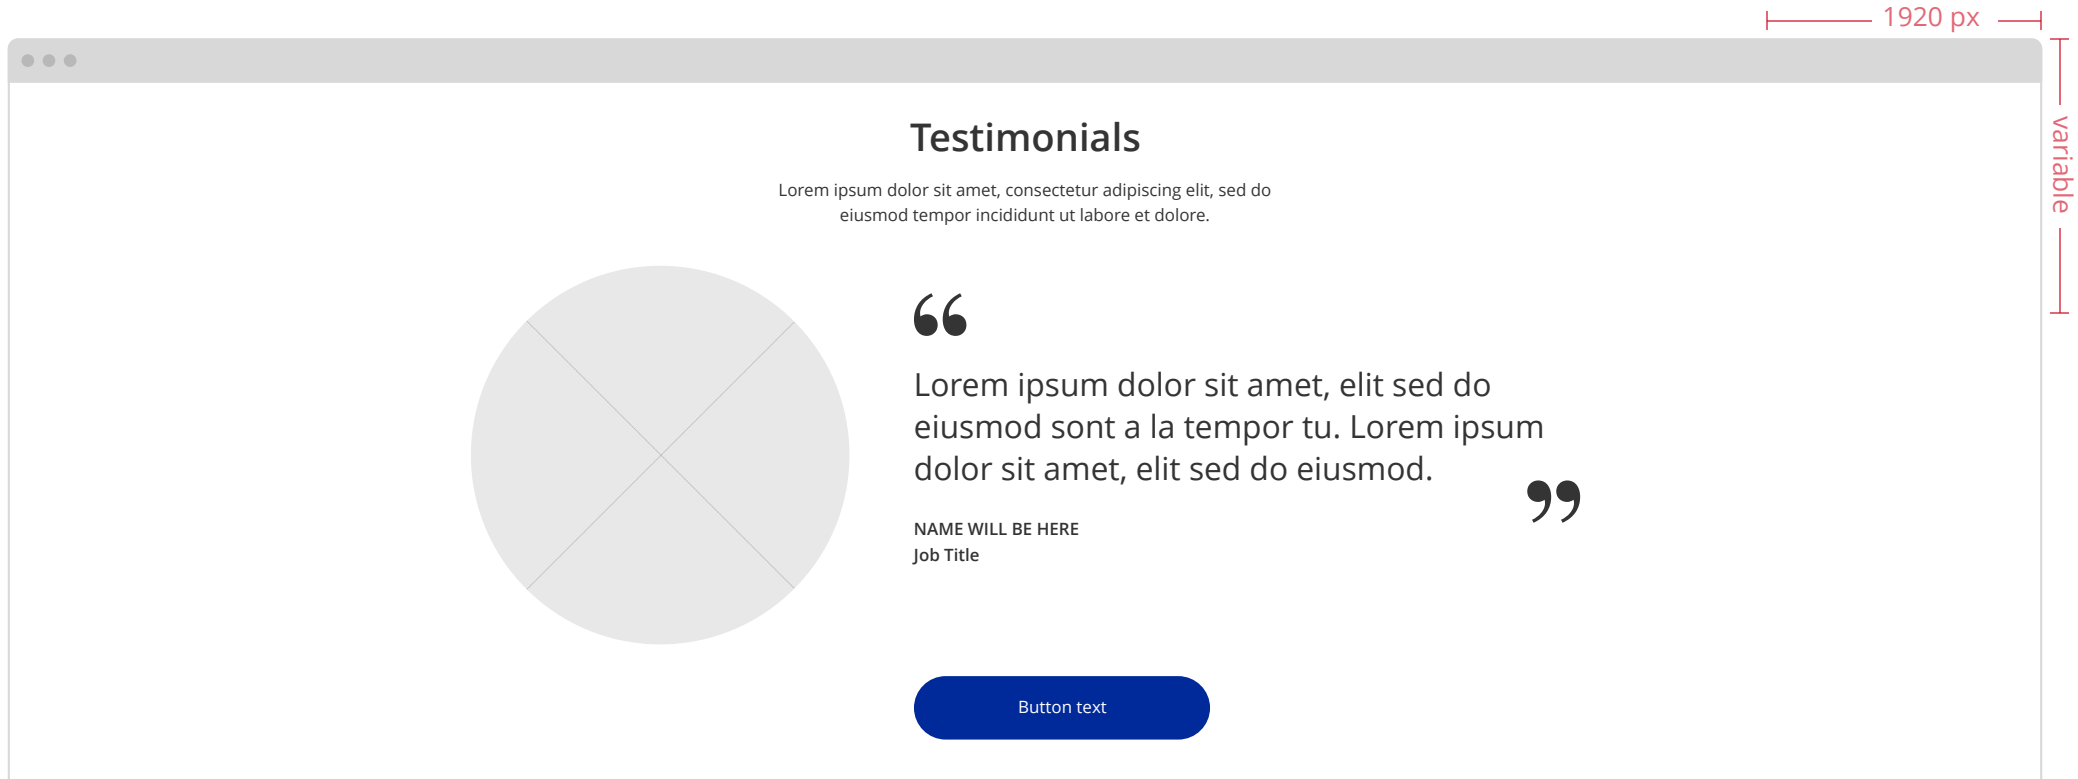 1920 px
variable
Testimonials
Lorem ipsum dolor sit amet, consectetur adipiscing elit, sed do
eiusmod tempor incididunt ut labore et dolore.
“
Lorem ipsum dolor sit amet, elit sed do
eiusmod sont a la tempor tu. Lorem ipsum
dolor sit amet, elit sed do eiusmod.
”
NAME WILL BE HERE
Job Title
Button text